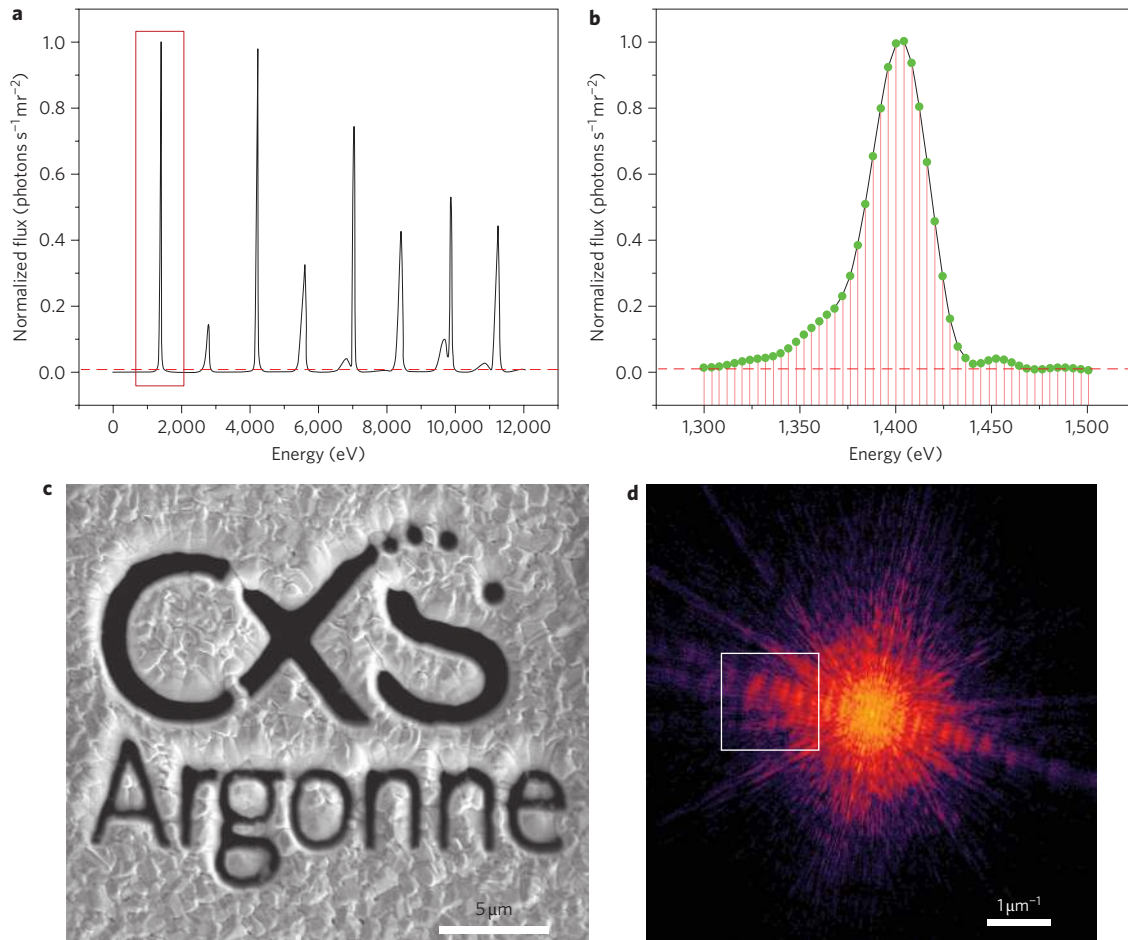 a
Normalized flux (photons s⁻¹ mr⁻²)
1.0
0.8
0.6
0.4
0.2
0.0
0
2,000
4,000
6,000
8,000
10,000
12,000
Energy (eV)
b
Normalized flux (photons s⁻¹ mr⁻²)
1.0
0.8
0.6
0.4
0.2
0.0
1,300
1,350
1,400
1,450
1,500
Energy (eV)
c
CXS
Argonne
5 μm
d
1 μm⁻¹